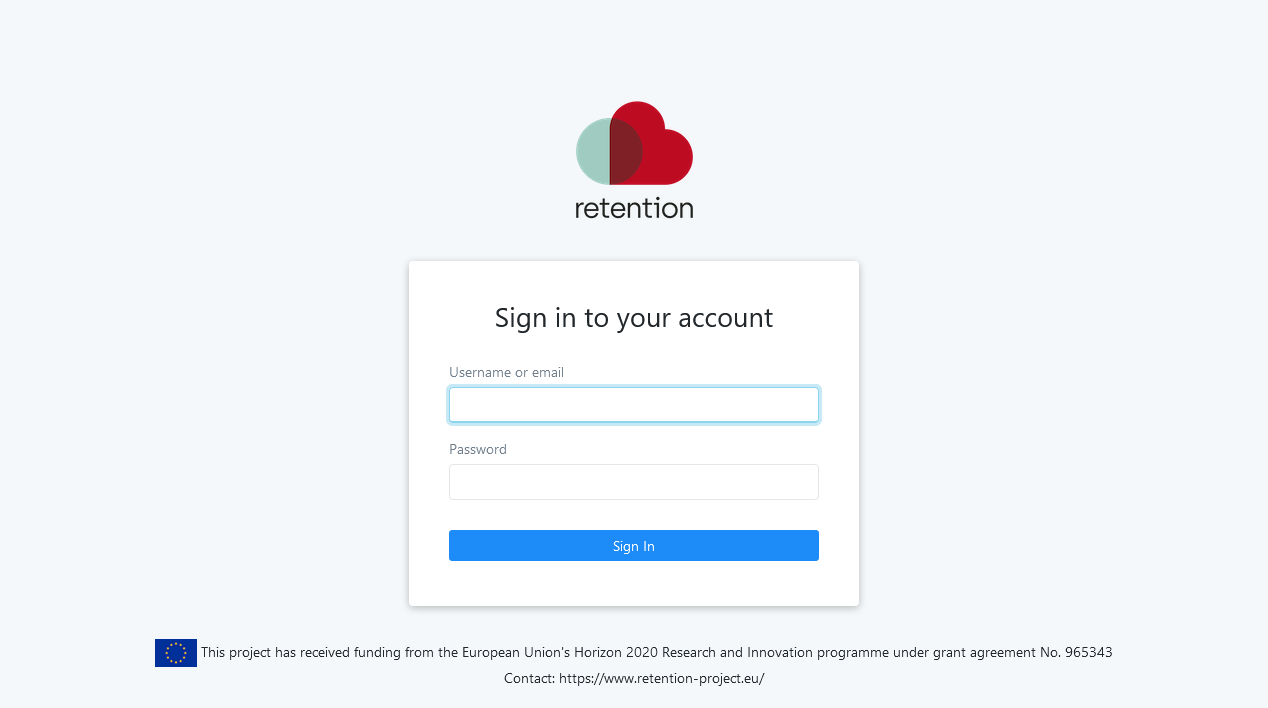 retention
Sign in to your account
Username or email
Password
Sign In
This project has received funding from the European Union's Horizon 2020 Research and Innovation programme under grant agreement No. 965343
Contact: https://www.retention-project.eu/